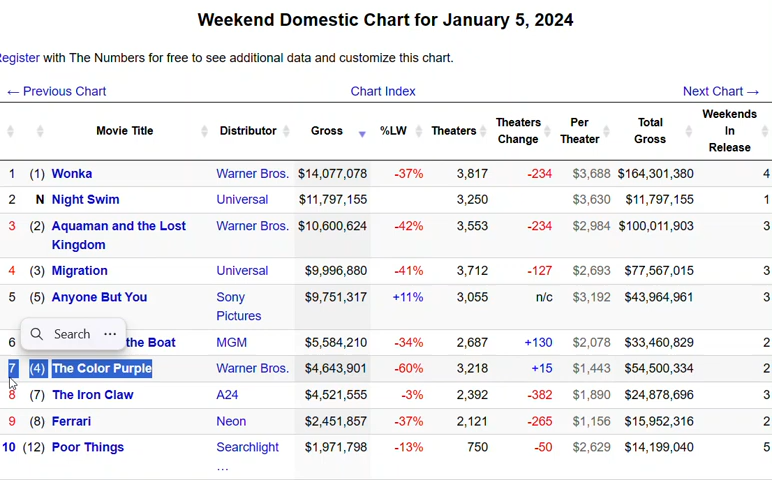 Weekend Domestic Chart for January 5, 2024
Register with The Numbers for free to see additional data and customize this chart.
← Previous Chart Chart Index Next Chart →
Movie Title Distributor Gross %LW Theaters Theaters Change Per Theater Total Gross Weekends In Release
1 (1) Wonka Warner Bros. $14,077,078 -37% 3,817 -234 $3,688 $164,301,380 4
2 N Night Swim Universal $11,797,155 3,250 $3,630 $11,797,155 1
3 (2) Aquaman and the Lost Warner Bros. $10,600,624 -42% 3,553 -234 $2,984 $100,011,903 3
Kingdom
4 (3) Migration Universal $9,996,880 -41% 3,712 -127 $2,693 $77,567,015 3
5 (5) Anyone But You Sony $9,751,317 +11% 3,055 n/c $3,192 $43,964,961 3
Pictures
Search ···
6 the Boat MGM $5,584,210 -34% 2,687 +130 $2,078 $33,460,829 2
7 (4) The Color Purple Warner Bros. $4,643,901 -60% 3,218 +15 $1,443 $54,500,334 2
8 (7) The Iron Claw A24 $4,521,555 -3% 2,392 -382 $1,890 $24,878,696 3
9 (8) Ferrari Neon $2,451,857 -37% 2,121 -265 $1,156 $15,952,316 2
10 (12) Poor Things Searchlight $1,971,798 -13% 750 -50 $2,629 $14,199,040 5
…